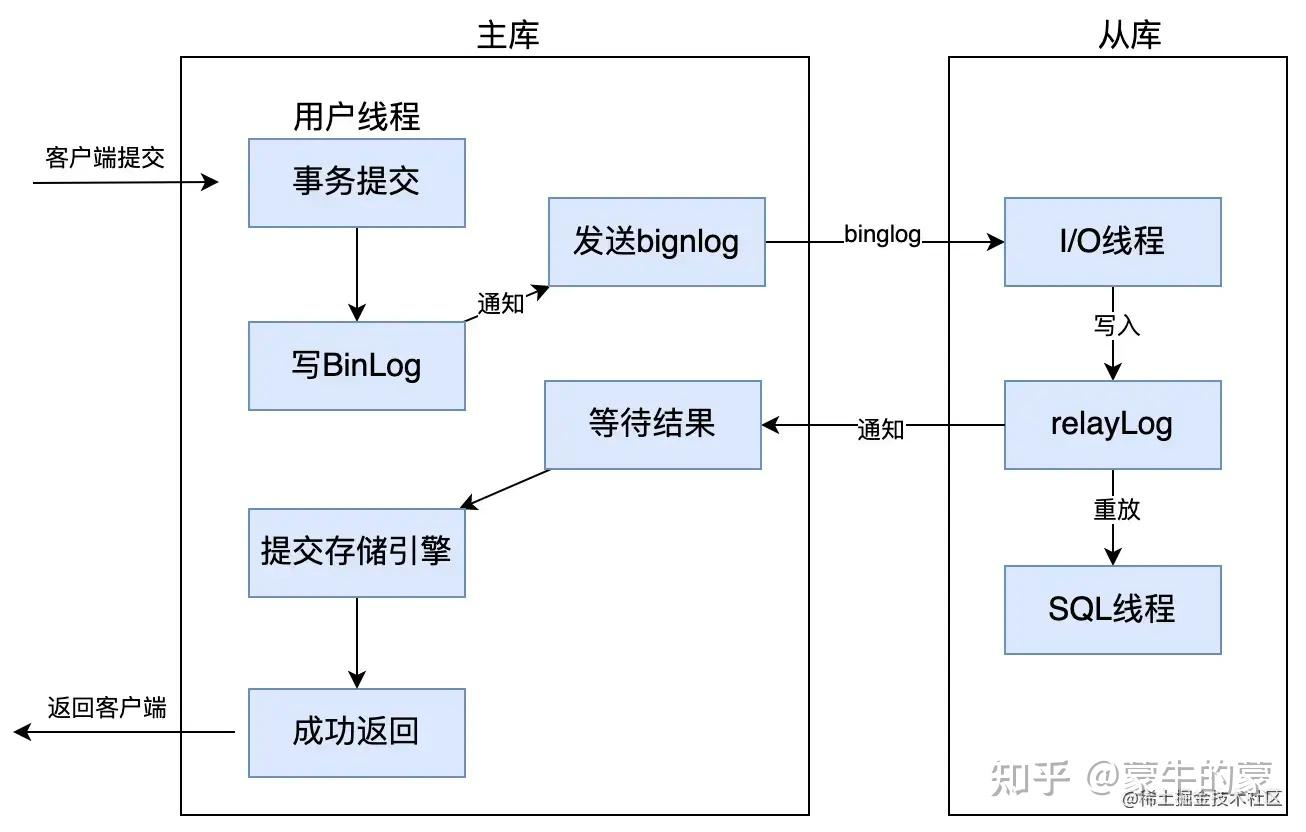 主库
从库
用户线程
客户端提交
事务提交
发送bignlog
binglog
I/O线程
通知
写入
写BinLog
等待结果
通知
relayLog
重放
提交存储引擎
SQL线程
返回客户端
成功返回
知乎 @蒙牛的蒙
@稀土掘金技术社区